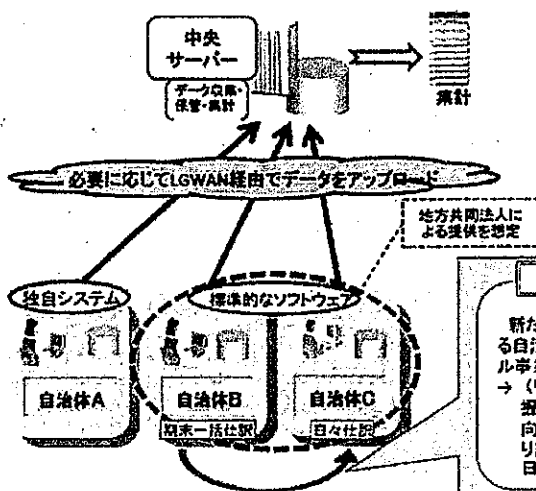 中央
サーバー
データ収集・
保管・集計
集計
必要に応じてLGWAN経由でデータをアップロード
地方共同法人に
よる提供を想定
独自システム
標準的なソフトウェア
自治体A
自治体B
自治体C
期末一括仕訳
日々仕訳
新た
る自治
ル事
→
向
日